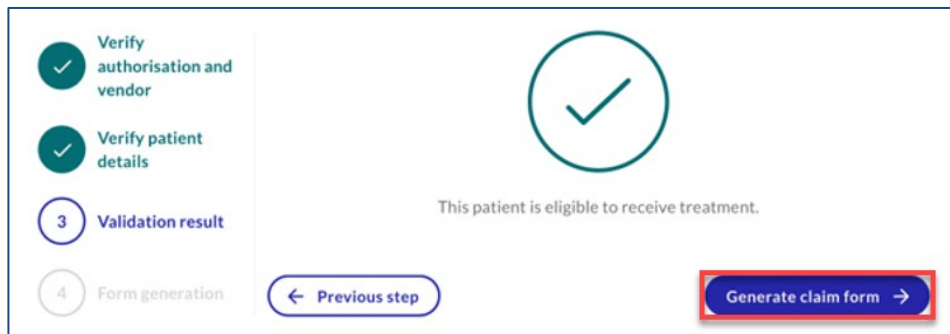 Verify
authorisation and
vendor
Verify patient
details
3 Validation result
4 Form generation
This patient is eligible to receive treatment.
← Previous step
Generate claim form →